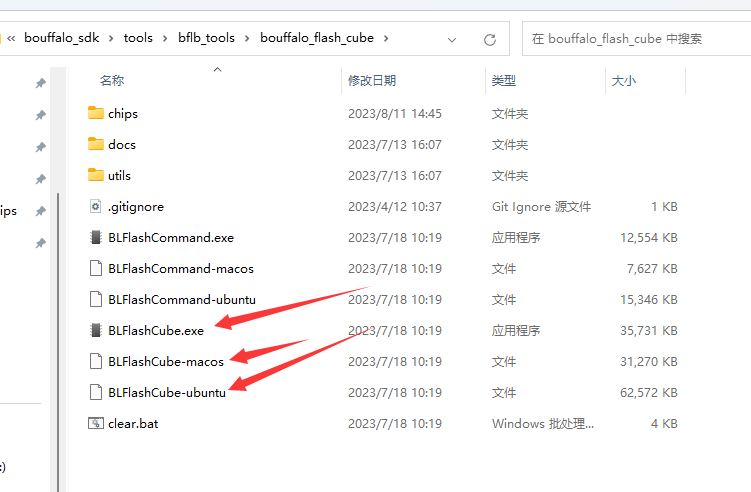 « bouffalo_sdk › tools › bflb_tools › bouffalo_flash_cube ›
在 bouffalo_flash_cube 中搜索
名称 修改日期 类型 大小
chips 2023/8/11 14:45 文件夹
docs 2023/7/13 16:07 文件夹
utils 2023/7/13 16:07 文件夹
.gitignore 2023/4/12 10:37 Git Ignore 源文件 1 KB
BLFlashCommand.exe 2023/7/18 10:19 应用程序 12,554 KB
BLFlashCommand-macos 2023/7/18 10:19 文件 7,627 KB
BLFlashCommand-ubuntu 2023/7/18 10:19 文件 15,346 KB
BLFlashCube.exe 2023/7/18 10:19 应用程序 35,731 KB
BLFlashCube-macos 2023/7/18 10:19 文件 31,270 KB
BLFlashCube-ubuntu 2023/7/18 10:19 文件 62,572 KB
clear.bat 2023/7/18 10:19 Windows 批处理... 4 KB
ips
:)